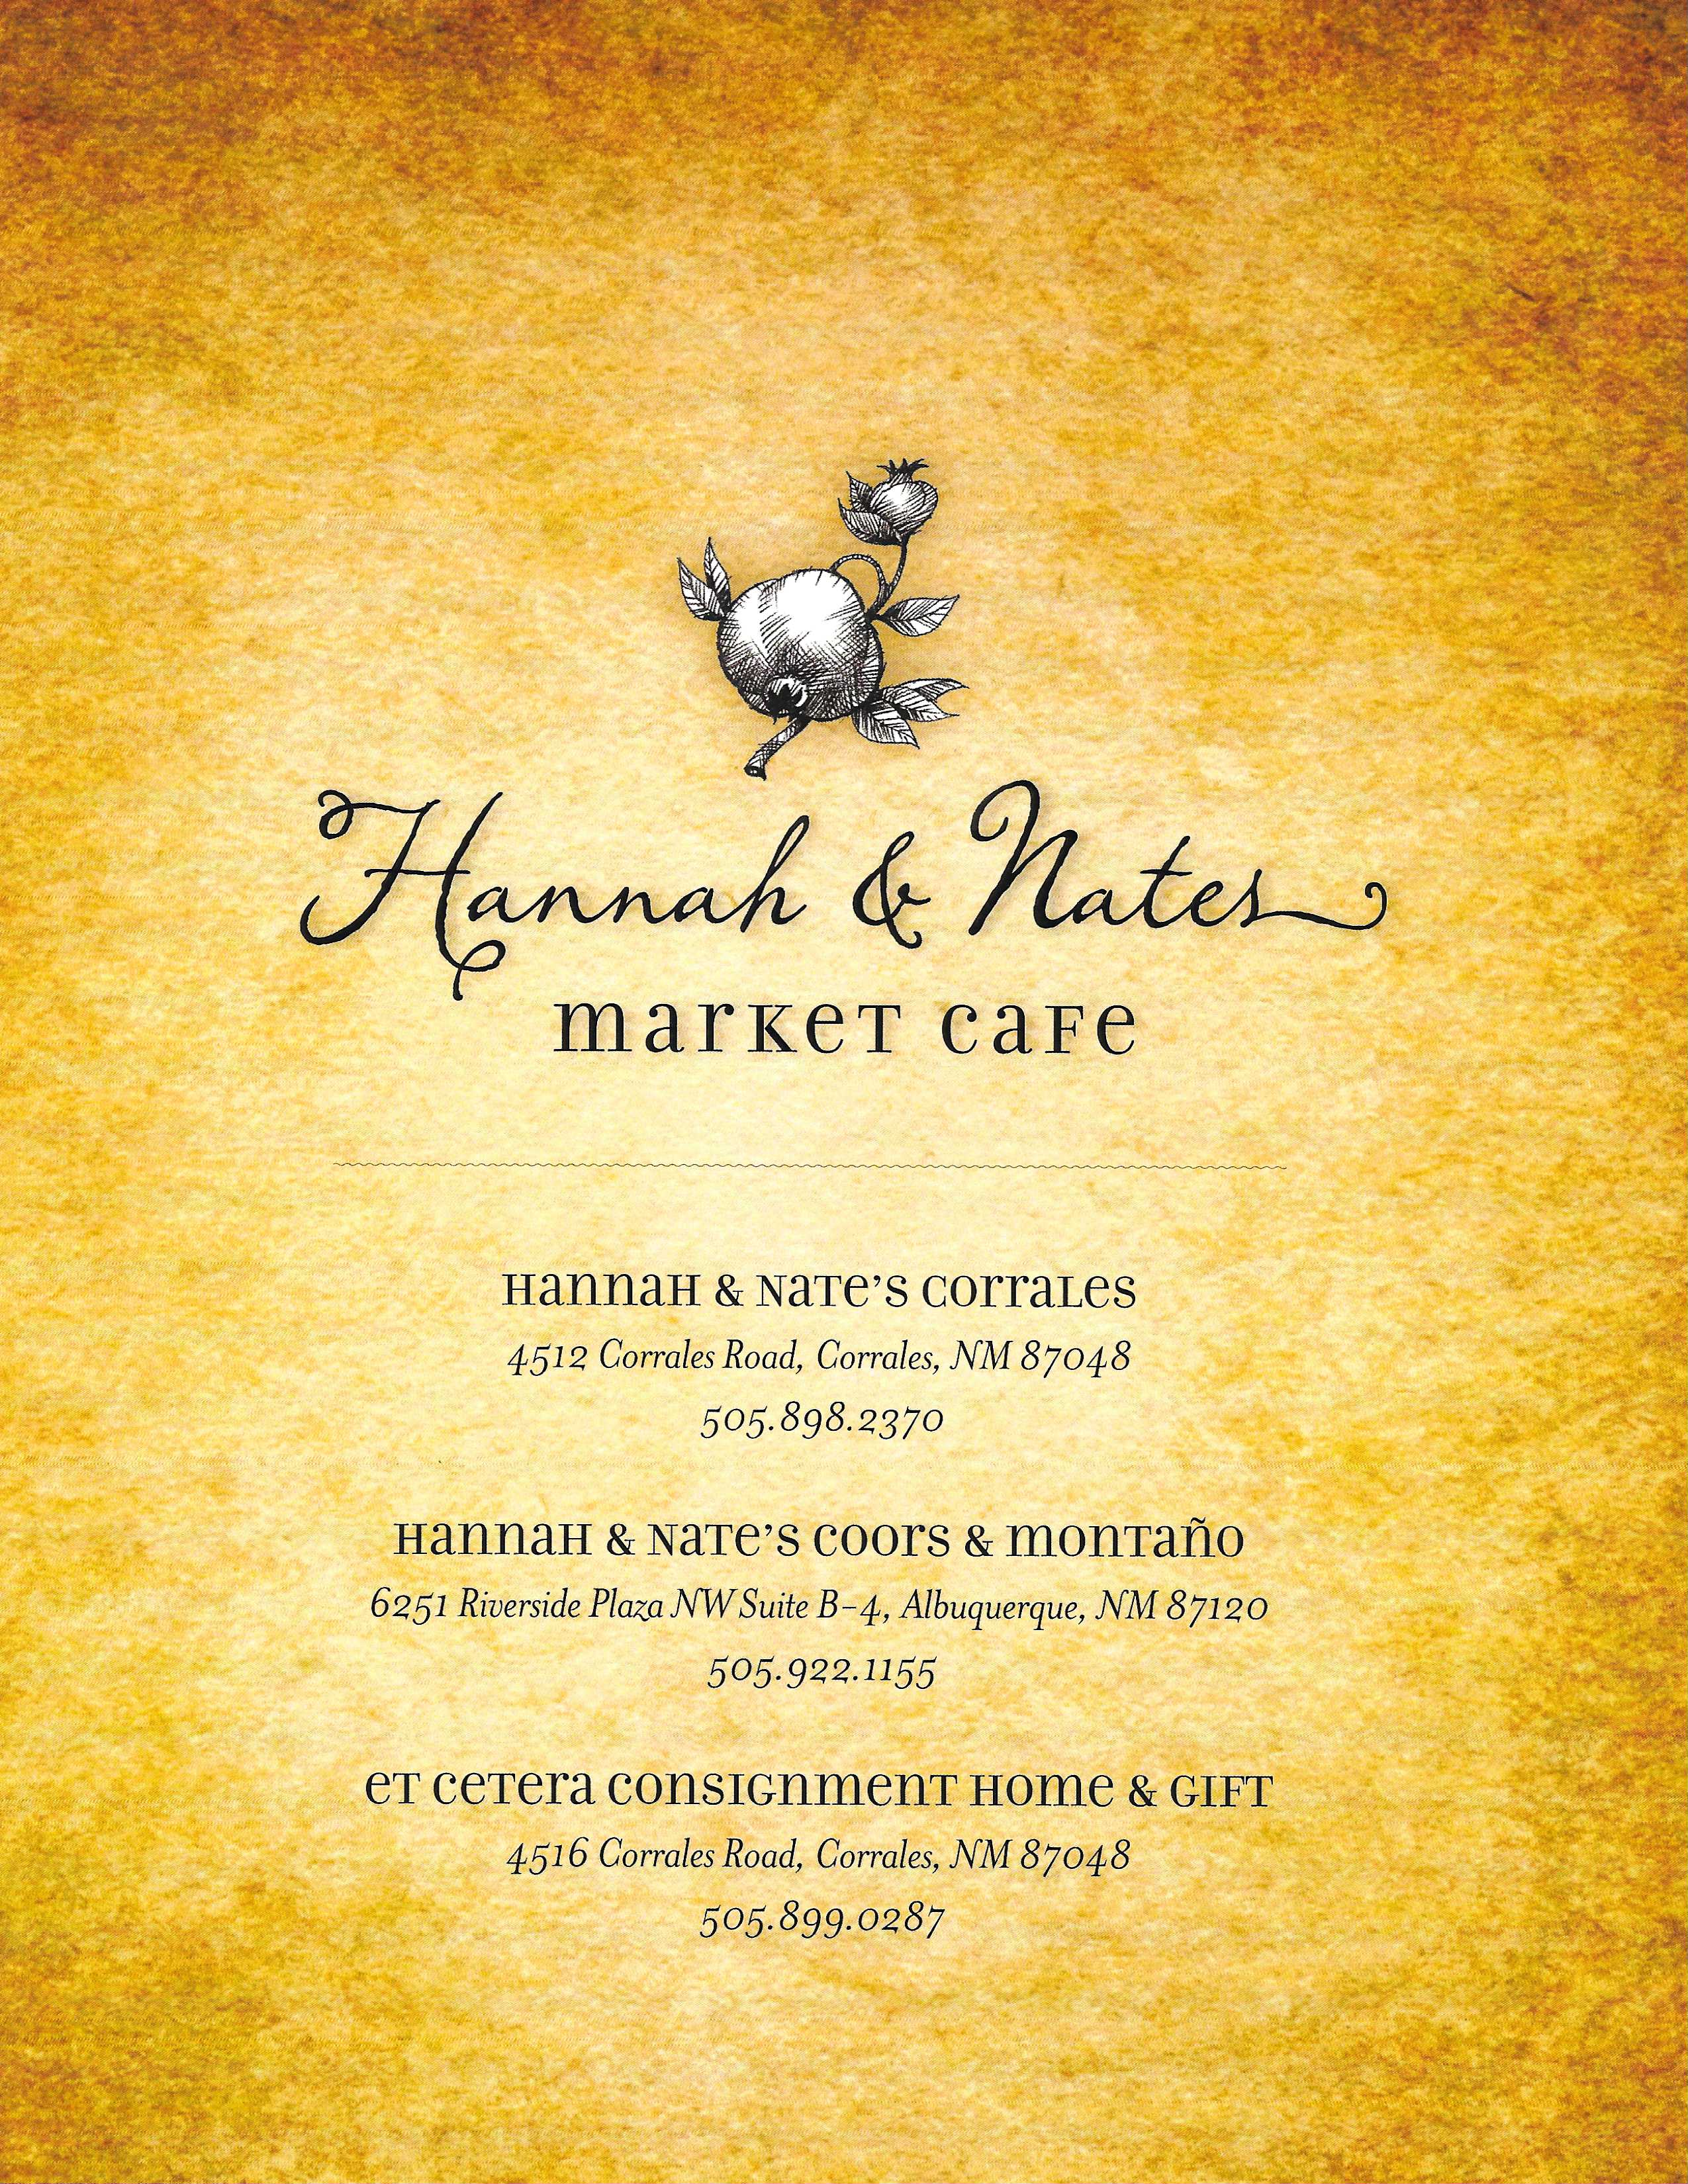 Hannah & Nates
market cafe
Hannah & Nate's Corrales
4512 Corrales Road, Corrales, NM 87048
505.898.2370
Hannah & Nate's Coors & Montaño
6251 Riverside Plaza NW Suite B-4, Albuquerque, NM 87120
505.922.1155
et cetera consignment Home & Gift
4516 Corrales Road, Corrales, NM 87048
505.899.0287